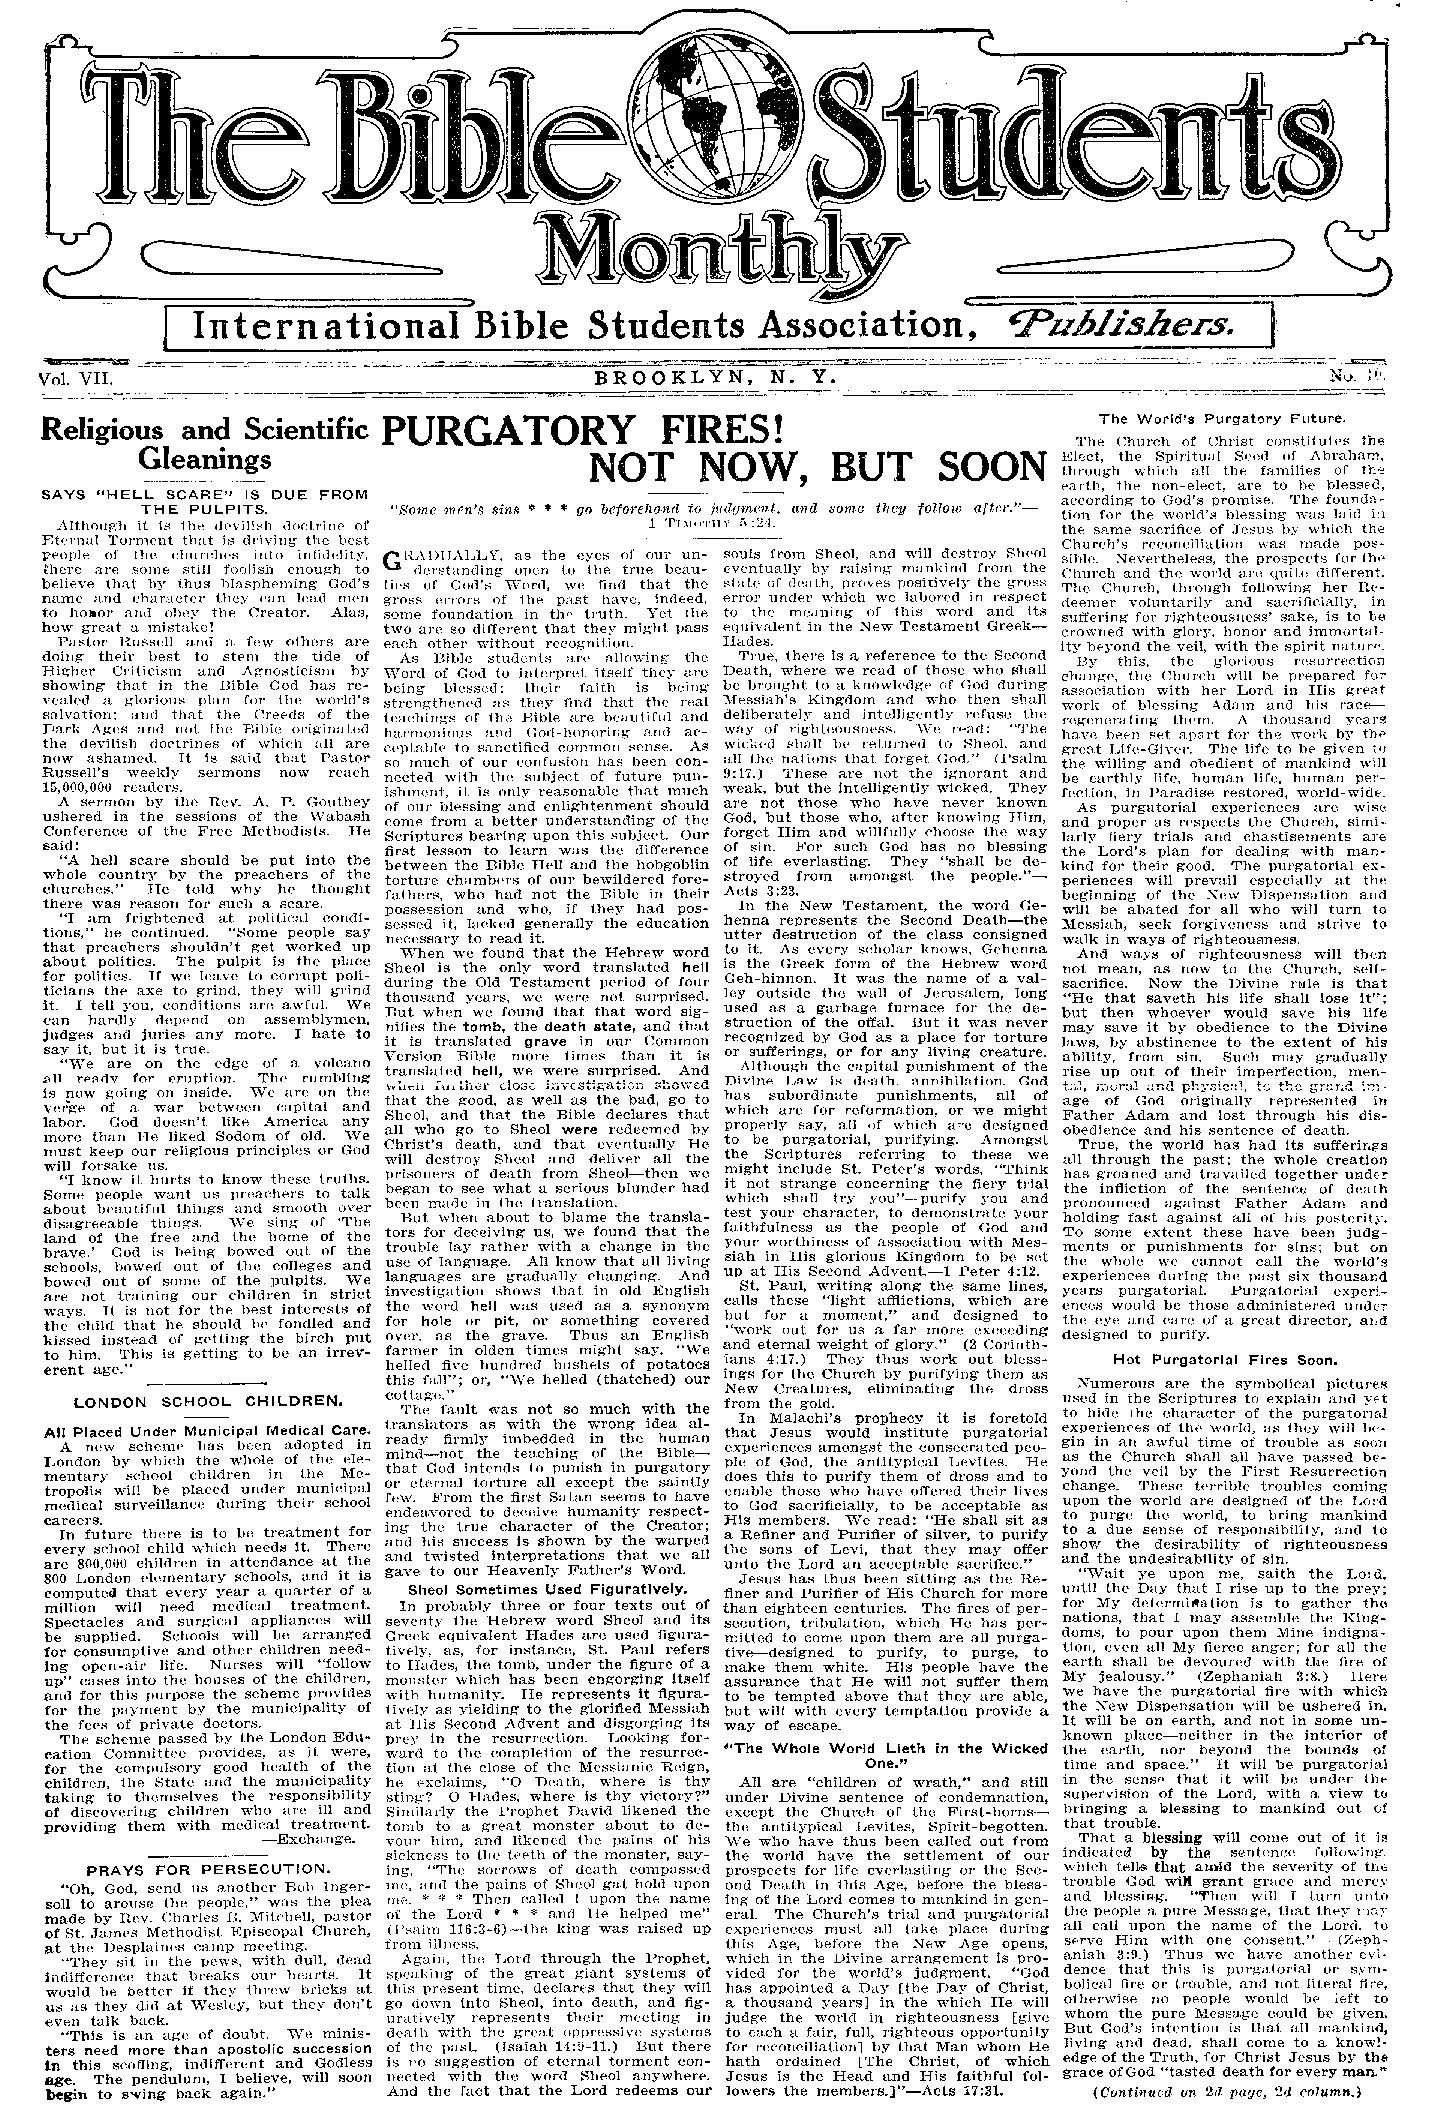 The Bible Students
Monthly
International Bible Students Association, Publishers.
Vol. VII. BROOKLYN, N. Y. No. 10.
Religious and Scientific
Gleanings
SAYS "HELL SCARE" IS DUE FROM
THE PULPITS.
Although it is the devilish doctrine of
Eternal Torment that is driving the best
people of the churches into infidelity,
there are some still foolish enough to
believe that by thus blaspheming God's
name and character they can lead men
to honor and obey the Creator. Alas,
how great a mistake!
Pastor Russell and a few others are
doing their best to stem the tide of
Higher Criticism and Agnosticism by
showing that in the Bible God has re-
vealed a glorious plan for the world's
salvation; and that the Creeds of the
Dark Ages and not the Bible originated
the devilish doctrines of which all are
now ashamed. It is said that Pastor
Russell's weekly sermons now reach
15,000,000 readers.
A sermon by the Rev. A. P. Gouthey
ushered in the sessions of the Wabash
Conference of the Free Methodists. He
said:
"A hell scare should be put into the
whole country by the preachers of the
churches." He told why he thought
there was reason for such a scare.
"I am frightened at political condi-
tions," he continued. "Some people say
that preachers shouldn't get worked up
about politics. The pulpit is the place
for politics. If we leave to corrupt poli-
ticians the axe to grind, they will grind
it. I tell you, conditions are awful. We
can hardly depend on assemblymen,
judges and juries any more. I hate to
say it, but it is true.
"We are on the edge of a volcano
all ready for eruption. The rumbling
is now going on inside. We are on the
verge of a war between capital and
labor. God doesn't like America any
more than He liked Sodom of old. We
must keep our religious principles or God
will forsake us.
"I know it hurts to know these truths.
Some people want us preachers to talk
about beautiful things and smooth over
disagreeable things. We sing of 'The
land of the free and the home of the
brave.' God is being bowed out of the
schools, bowed out of the colleges and
bowed out of some of the pulpits. We
are not training our children in strict
ways. It is not for the best interests of
the child that he should be fondled and
kissed instead of getting the birch put
to him. This is getting to be an irrev-
erent age."
LONDON SCHOOL CHILDREN.
All Placed Under Municipal Medical Care.
A new scheme has been adopted in
London by which the whole of the ele-
mentary school children in the Me-
tropolis will be placed under municipal
medical surveillance during their school
careers.
In future there is to be treatment for
every school child which needs it. There
are 800,000 children in attendance at the
800 London elementary schools, and it is
computed that every year a quarter of a
million will need medical treatment.
Spectacles and surgical appliances will
be supplied. Schools will be arranged
for consumptive and other children need-
ing open-air life. Nurses will "follow
up" cases into the houses of the children,
and for this purpose the scheme provides
for the payment by the municipality of
the fees of private doctors.
The scheme passed by the London Edu-
cation Committee provides, as it were,
for the compulsory good health of the
children, the State and the municipality
taking to themselves the responsibility
of discovering children who are ill and
providing them with medical treatment.
—Exchange.
PRAYS FOR PERSECUTION.
"Oh, God, send us another Bob Inger-
soll to arouse the people," was the plea
made by Rev. Charles B. Mitchell, pastor
of St. James Methodist Episcopal Church,
at the Desplaines camp meeting.
"They sit in the pews, with dull, dead
indifference that breaks our hearts. It
would be better if they threw bricks at
us as they did at Wesley, but they don't
even talk back.
"This is an age of doubt. We minis-
ters need more than apostolic succession
in this scoffing, indifferent and Godless
age. The pendulum, I believe, will soon
begin to swing back again."
PURGATORY FIRES!
NOT NOW, BUT SOON
"Some men's sins * * * go beforehand to judgment, and some they follow after."—
1 TIMOTHY 5:24.
GRADUALLY, as the eyes of our un-
derstanding open to the true beau-
ties of God's Word, we find that the
gross errors of the past have, indeed,
some foundation in the truth. Yet the
two are so different that they might pass
each other without recognition.
As Bible students are allowing the
Word of God to interpret itself they are
being blessed; their faith is being
strengthened as they find that the real
teachings of the Bible are beautiful and
harmonious and God-honoring and ac-
ceptable to sanctified common sense. As
so much of our confusion has been con-
nected with the subject of future pun-
ishment, it is only reasonable that much
of our blessing and enlightenment should
come from a better understanding of the
Scriptures bearing upon this subject. Our
first lesson to learn was the difference
between the Bible Hell and the hobgoblin
torture chambers of our bewildered fore-
fathers, who had not the Bible in their
possession and who, if they had pos-
sessed it, lacked generally the education
necessary to read it.
When we found that the Hebrew word
Sheol is the only word translated hell
during the Old Testament period of four
thousand years, we were not surprised.
But when we found that that word sig-
nifies the tomb, the death state, and that
it is translated grave in our Common
Version Bible more times than it is
translated hell, we were surprised. And
when further close investigation showed
that the good, as well as the bad, go to
Sheol, and that the Bible declares that
all who go to Sheol were redeemed by
Christ's death, and that eventually He
will destroy Sheol and deliver all the
prisoners of death from Sheol—then we
began to see what a serious blunder had
been made in the translation.
But when about to blame the transla-
tors for deceiving us, we found that the
trouble lay rather with a change in the
use of language. All know that all living
languages are gradually changing. And
investigation shows that in old English
the word hell was used as a synonym
for hole or pit, or something covered
over, as the grave. Thus an English
farmer in olden times might say, "We
helled five hundred bushels of potatoes
this fall"; or, "We helled (thatched) our
cottage."
The fault was not so much with the
translators as with the wrong idea al-
ready firmly imbedded in the human
mind—not the teaching of the Bible—
that God intends to punish in purgatory
or eternal torture all except the saintly
few. From the first Satan seems to have
endeavored to deceive humanity respect-
ing the true character of the Creator;
and his success is shown by the warped
and twisted interpretations that we all
gave to our Heavenly Father's Word.
Sheol Sometimes Used Figuratively.
In probably three or four texts out of
seventy the Hebrew word Sheol and its
Greek equivalent Hades are used figura-
tively, as, for instance, St. Paul refers
to Hades, the tomb, under the figure of a
monster which has been engorging itself
with humanity. He represents it figura-
tively as yielding to the glorified Messiah
at His Second Advent and disgorging its
prey in the resurrection. Looking for-
ward to the completion of the resurrec-
tion at the close of the Messianic Reign,
he exclaims, "O Death, where is thy
sting? O Hades, where is thy victory?"
Similarly the Prophet David likened the
tomb to a great monster about to de-
vour him, and likened the pains of his
sickness to the teeth of the monster, say-
ing, "The sorrows of death compassed
me, and the pains of Sheol gat hold upon
me. * * * Then called I upon the name
of the Lord * * * and He helped me"
(Psalm 116:3-6)—the king was raised up
from illness.
Again, the Lord through the Prophet,
speaking of the great giant systems of
this present time, declares that they will
go down into Sheol, into death, and fig-
uratively represents their meeting in
death with the great oppressive systems
of the past. (Isaiah 14:9-11.) But there
is no suggestion of eternal torment con-
nected with the word Sheol anywhere.
And the fact that the Lord redeems our
souls from Sheol, and will destroy Sheol
eventually by raising mankind from the
state of death, proves positively the gross
error under which we labored in respect
to the meaning of this word and its
equivalent in the New Testament Greek—
Hades.
True, there is a reference to the Second
Death, where we read of those who shall
be brought to a knowledge of God during
Messiah's Kingdom and who then shall
deliberately and intelligently refuse the
way of righteousness. We read: "The
wicked shall be returned to Sheol, and
all the nations that forget God." (Psalm
9:17.) These are not the ignorant and
weak, but the intelligently wicked. They
are not those who have never known
God, but those who, after knowing Him,
forget Him and willfully choose the way
of sin. For such God has no blessing
of life everlasting. They "shall be de-
stroyed from amongst the people."—
Acts 3:23.
In the New Testament, the word Ge-
henna represents the Second Death—the
utter destruction of the class consigned
to it. As every scholar knows, Gehenna
is the Greek form of the Hebrew word
Geh-hinnon. It was the name of a val-
ley outside the wall of Jerusalem, long
used as a garbage furnace for the de-
struction of the offal. But it was never
recognized by God as a place for torture
or sufferings, or for any living creature.
Although the capital punishment of the
Divine Law is death, annihilation, God
has subordinate punishments, all of
which are for reformation, or we might
properly say, all of which are designed
to be purgatorial, purifying. Amongst
the Scriptures referring to these we
might include St. Peter's words, "Think
it not strange concerning the fiery trial
which shall try you"—purify you and
test your character, to demonstrate your
faithfulness as the people of God and
your worthiness of association with Mes-
siah in His glorious Kingdom to be set
up at His Second Advent.—1 Peter 4:12.
St. Paul, writing along the same lines,
calls these "light afflictions, which are
but for a moment," and designed to
"work out for us a far more exceeding
and eternal weight of glory." (2 Corinth-
ians 4:17.) They thus work out bless-
ings for the Church by purifying them as
New Creatures, eliminating the dross
from the gold.
In Malachi's prophecy it is foretold
that Jesus would institute purgatorial
experiences amongst the consecrated peo-
ple of God, the antitypical Levites. He
does this to purify them of dross and to
enable those who have offered their lives
to God sacrificially, to be acceptable as
His members. We read: "He shall sit as
a Refiner and Purifier of silver, to purify
the sons of Levi, that they may offer
unto the Lord an acceptable sacrifice."
Jesus has thus been sitting as the Re-
finer and Purifier of His Church for more
than eighteen centuries. The fires of per-
secution, tribulation, which He has per-
mitted to come upon them are all purga-
tive—designed to purify, to purge, to
make them white. His people have the
assurance that He will not suffer them
to be tempted above that they are able,
but will with every temptation provide a
way of escape.
"The Whole World Lieth in the Wicked
One."
All are "children of wrath," and still
under Divine sentence of condemnation,
except the Church of the First-borns—
the antitypical Levites, Spirit-begotten.
We who have thus been called out from
the world have the settlement of our
prospects for life everlasting or the Sec-
ond Death in this Age, before the bless-
ing of the Lord comes to mankind in gen-
eral. The Church's trial and purgatorial
experiences must all take place during
this Age, before the New Age opens,
which in the Divine arrangement is pro-
vided for the world's judgment. "God
has appointed a Day [the Day of Christ,
a thousand years] in the which He will
judge the world in righteousness [give
to each a fair, full, righteous opportunity
for reconciliation] by that Man whom He
hath ordained [The Christ, of which
Jesus is the Head and His faithful fol-
lowers the members.]"—Acts 17:31.
The World's Purgatory Future.
The Church of Christ constitutes the
Elect, the Spiritual Seed of Abraham,
through which all the families of the
earth, the non-elect, are to be blessed,
according to God's promise. The founda-
tion for the world's blessing was laid in
the same sacrifice of Jesus by which the
Church's reconciliation was made pos-
sible. Nevertheless, the prospects for the
Church and the world are quite different.
The Church, through following her Re-
deemer voluntarily and sacrificially, in
suffering for righteousness' sake, is to be
crowned with glory, honor and immortal-
ity beyond the veil, with the spirit nature.
By this, the glorious resurrection
change, the Church will be prepared for
association with her Lord in His great
work of blessing Adam and his race—
regenerating them. A thousand years
have been set apart for the work by the
great Life-Giver. The life to be given to
the willing and obedient of mankind will
be earthly life, human life, human per-
fection, in Paradise restored, world-wide.
As purgatorial experiences are wise
and proper as respects the Church, simi-
larly fiery trials and chastisements are
the Lord's plan for dealing with man-
kind for their good. The purgatorial ex-
periences will prevail especially at the
beginning of the New Dispensation and
will be abated for all who will turn to
Messiah, seek forgiveness and strive to
walk in ways of righteousness.
And ways of righteousness will then
not mean, as now to the Church, self-
sacrifice. Now the Divine rule is that
"He that saveth his life shall lose it";
but then whoever would save his life
may save it by obedience to the Divine
laws, by abstinence to the extent of his
ability, from sin. Such may gradually
rise up out of their imperfection, men-
tal, moral and physical, to the grand im-
age of God originally represented in
Father Adam and lost through his dis-
obedience and his sentence of death.
True, the world has had its sufferings
all through the past; the whole creation
has groaned and travailed together under
the infliction of the sentence of death
pronounced against Father Adam and
holding fast against all of his posterity.
To some extent these have been judg-
ments or punishments for sins; but on
the whole we cannot call the world's
experiences during the past six thousand
years purgatorial. Purgatorial experi-
ences would be those administered under
the eye and care of a great director, and
designed to purify.
Hot Purgatorial Fires Soon.
Numerous are the symbolical pictures
used in the Scriptures to explain and yet
to hide the character of the purgatorial
experiences of the world, as they will be-
gin in an awful time of trouble as soon
as the Church shall all have passed be-
yond the veil by the First Resurrection
change. These terrible troubles coming
upon the world are designed of the Lord
to purge the world, to bring mankind
to a due sense of responsibility, and to
show the desirability of righteousness
and the undesirability of sin.
"Wait ye upon me, saith the Lord,
until the Day that I rise up to the prey;
for My determination is to gather the
nations, that I may assemble the King-
doms, to pour upon them Mine indigna-
tion, even all My fierce anger; for all the
earth shall be devoured with the fire of
My jealousy." (Zephaniah 3:8.) Here
we have the purgatorial fire with which
the New Dispensation will be ushered in.
It will be on earth, and not in some un-
known place—neither in the interior of
the earth, nor beyond the bounds of
time and space." It will be purgatorial
in the sense that it will be under the
supervision of the Lord, with a view to
bringing a blessing to mankind out of
that trouble.
That a blessing will come out of it is
indicated by the sentence following,
which tells that amid the severity of the
trouble God will grant grace and mercy
and blessing. "Then will I turn unto
the people a pure Message, that they may
all call upon the name of the Lord, to
serve Him with one consent." (Zeph-
aniah 3:9.) Thus we have another evi-
dence that this is purgatorial or sym-
bolical fire or trouble, and not literal fire,
otherwise no people would be left to
whom the pure Message could be given.
But God's intention is that all mankind,
living and dead, shall come to a knowl-
edge of the Truth, for Christ Jesus by the
grace of God "tasted death for every man."
(Continued on 2d page, 2d column.)